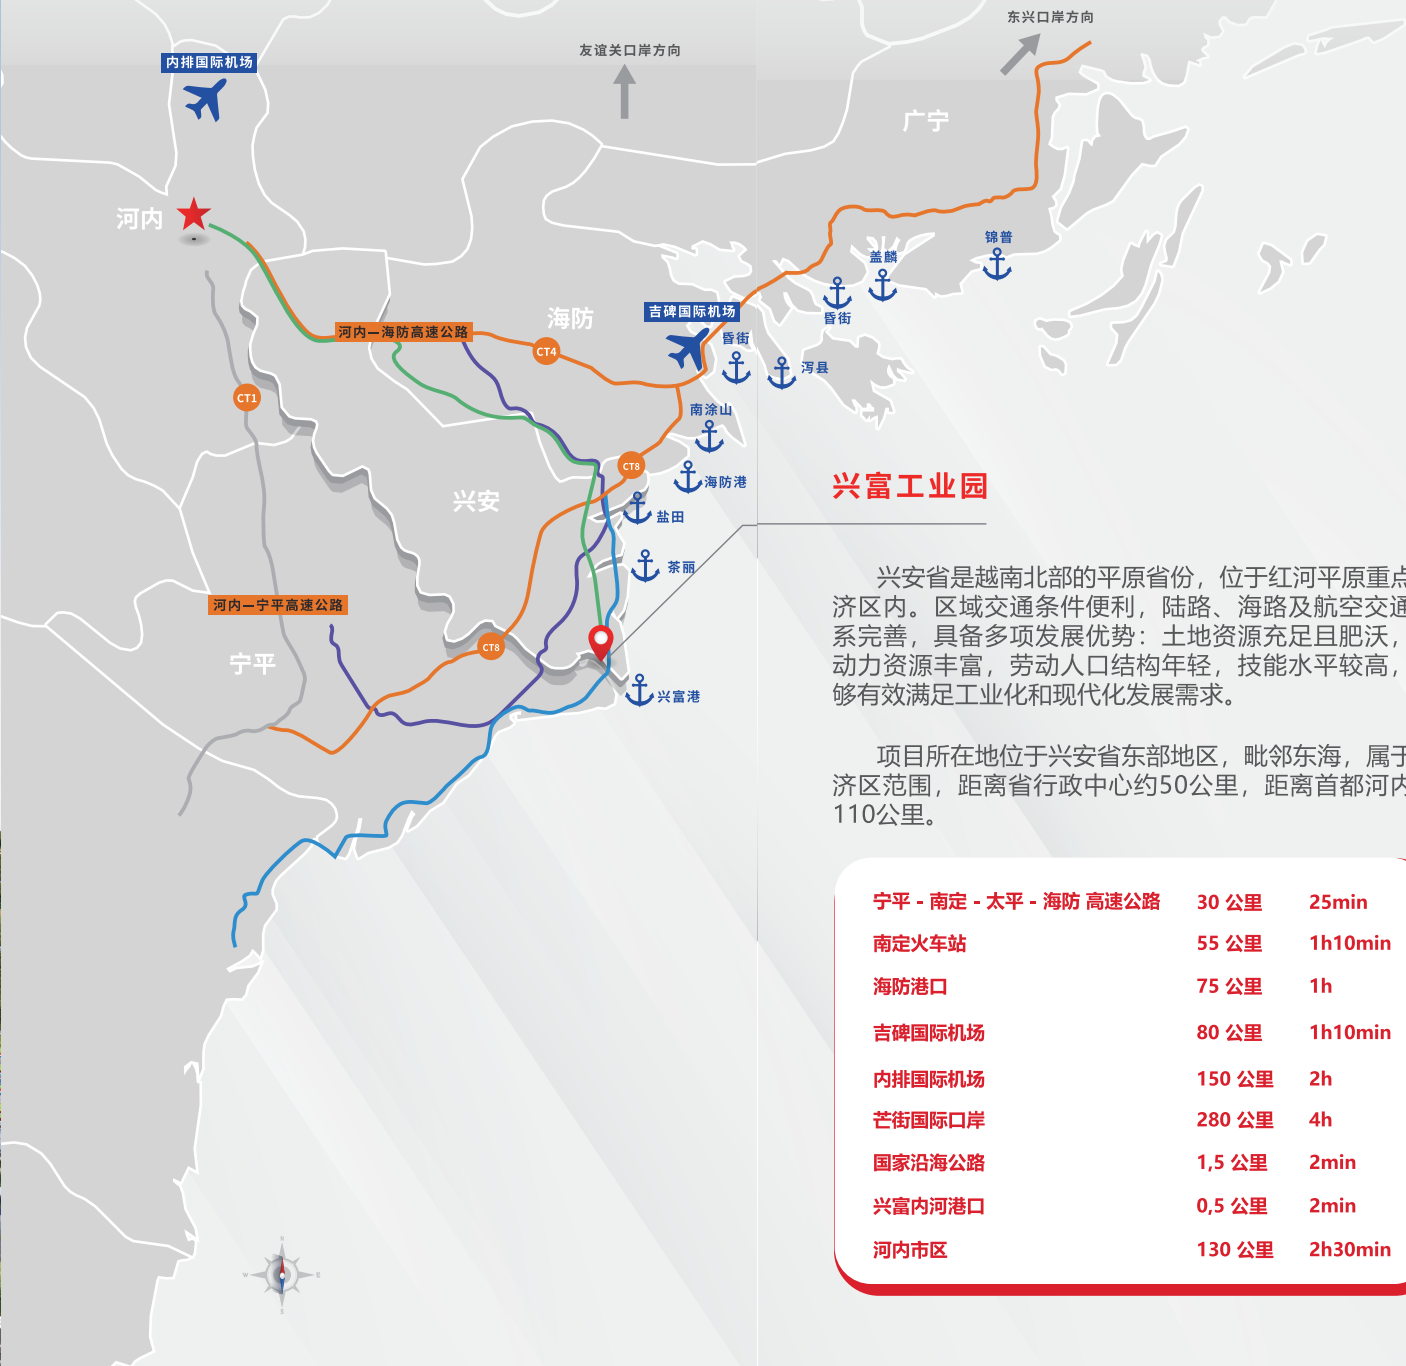 东兴口岸方向
友谊关口岸方向
内排国际机场
广宁
河内
锦普
盖麟
昏街
吉碑国际机场
海防
河内—海防高速公路
昏街
CT4
泻县
CT1
南涂山
CT8
海防港
兴富工业园
兴安
盐田
茶丽
河内—宁平高速公路
CT8
宁平
兴富港
兴安省是越南北部的平原省份，位于红河平原重点
济区内。区域交通条件便利，陆路、海路及航空交通
系完善，具备多项发展优势：土地资源充足且肥沃，
动力资源丰富，劳动人口结构年轻，技能水平较高，
够有效满足工业化和现代化发展需求。
项目所在地位于兴安省东部地区，毗邻东海，属于
济区范围，距离省行政中心约50公里，距离首都河内
110公里。
宁平 - 南定 - 太平 - 海防 高速公路 30 公里 25min
南定火车站 55 公里 1h10min
海防港口 75 公里 1h
吉碑国际机场 80 公里 1h10min
内排国际机场 150 公里 2h
芒街国际口岸 280 公里 4h
国家沿海公路 1,5 公里 2min
兴富内河港口 0,5 公里 2min
河内市区 130 公里 2h30min
N
W E
S